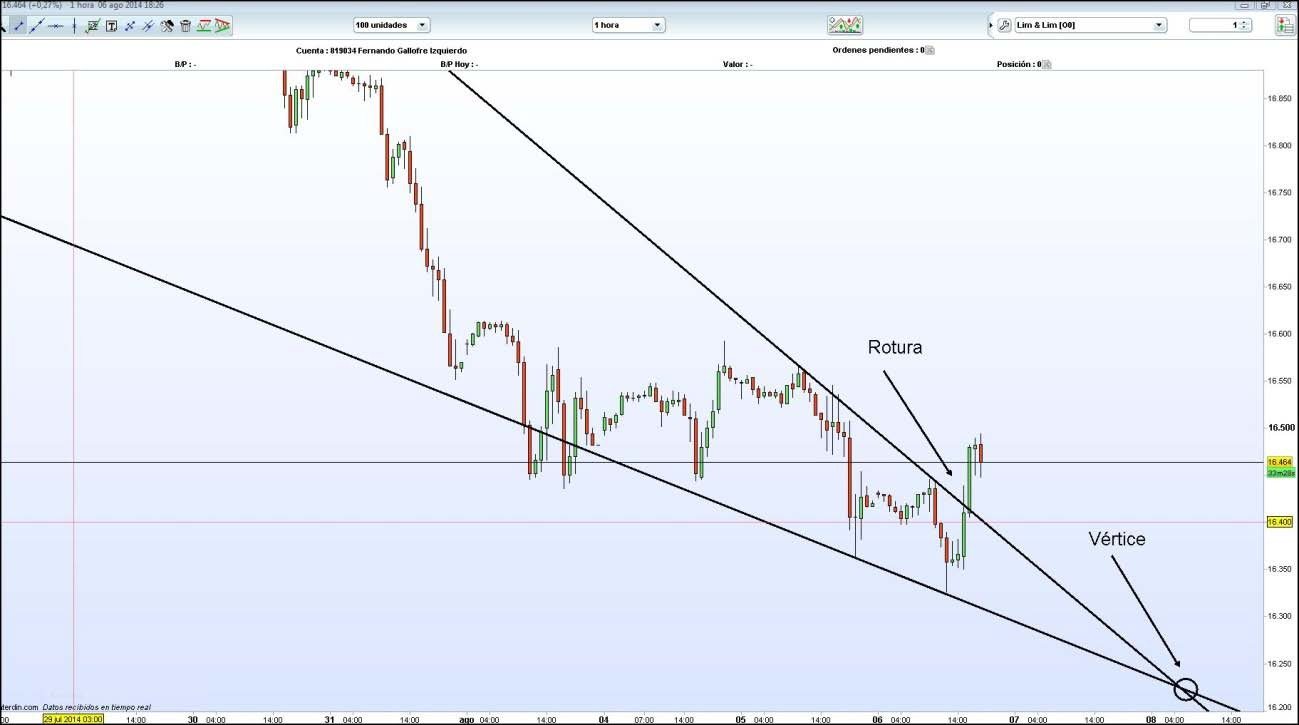 16.464 (+0,27%) 1 hora 06 ago 2014 18:26
100 unidades 1 hora Lim & Lim [O0] 1
Cuenta : 819034 Fernando Gallofre Izquierdo Ordenes pendientes : 0
B/P : - B/P Hoy : - Valor : - Posición : 0
16.850
16.800
16.750
16.700
16.650
16.600
Rotura
16.550
16.500
16.464
33m28s
16.400
Vértice
16.350
16.300
16.250
16.200
terdin.com Datos recibidos en tiempo real
:00 29 jul 2014 03:00 14:00 30 04:00 14:00 31 04:00 14:00 ago 04:00 14:00 04 07:00 14:00 05 04:00 14:00 06 04:00 14:00 07 04:00 14:00 08 04:00 14:00